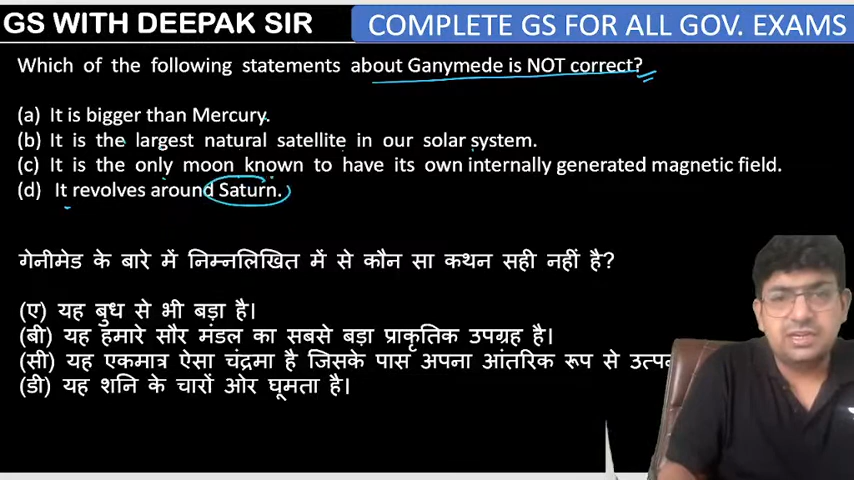 GS WITH DEEPAK SIR
COMPLETE GS FOR ALL GOV. EXAMS
Which of the following statements about Ganymede is NOT correct?
(a) It is bigger than Mercury.
(b) It is the largest natural satellite in our solar system.
(c) It is the only moon known to have its own internally generated magnetic field.
(d) It revolves around Saturn.
गेनीमेड के बारे में निम्नलिखित में से कौन सा कथन सही नहीं है?
(ए) यह बुध से भी बड़ा है।
(बी) यह हमारे सौर मंडल का सबसे बड़ा प्राकृतिक उपग्रह है।
(सी) यह एकमात्र ऐसा चंद्रमा है जिसके पास अपना आंतरिक रूप से
(डी) यह शनि के चारों ओर घूमता है।